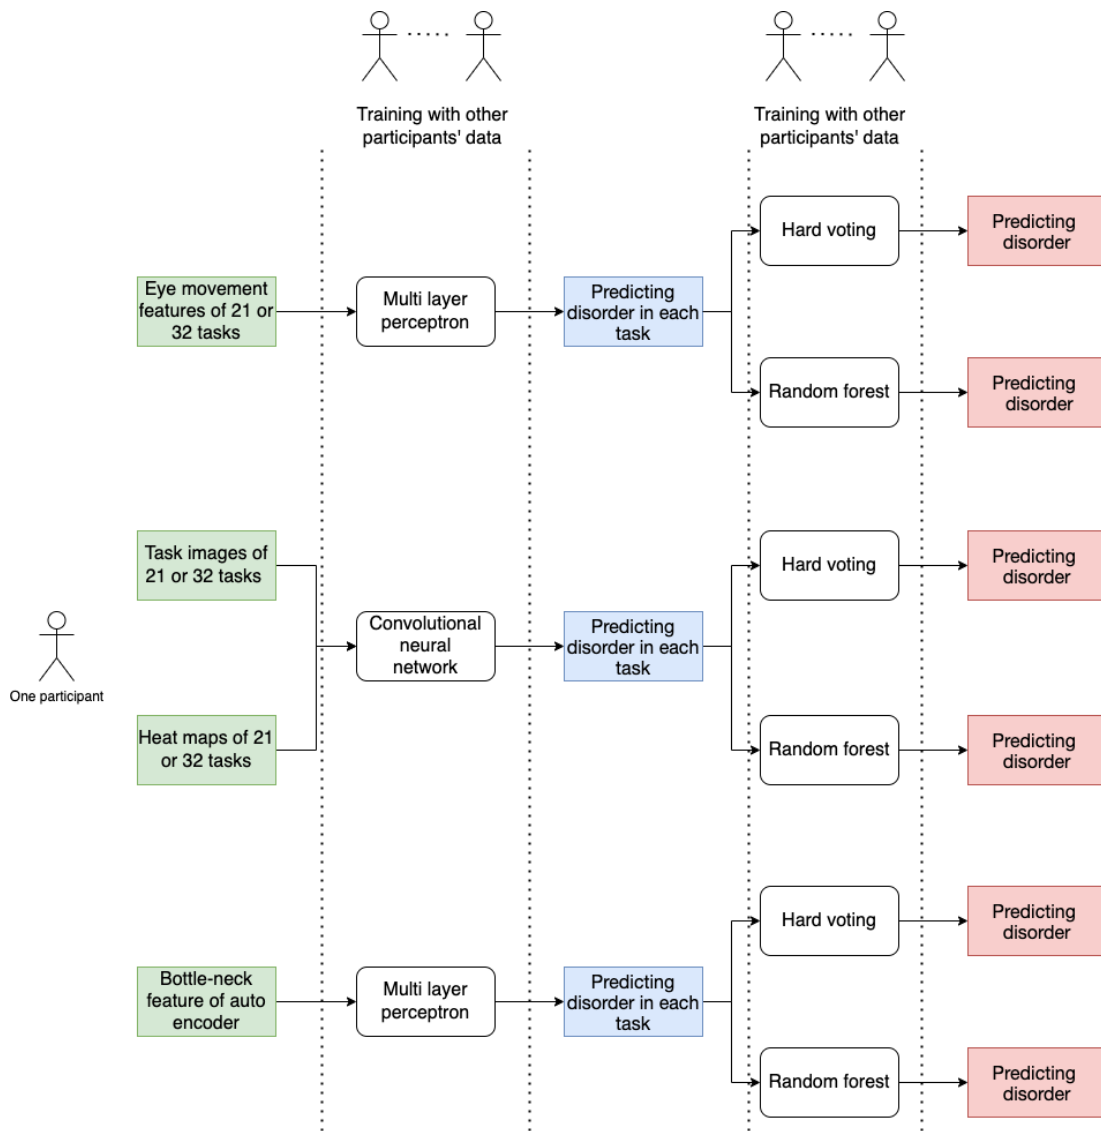 Training with other
participants' data
Training with other
participants' data
Eye movement
features of 21 or
32 tasks
Multi layer
perceptron
Predicting
disorder in each
task
Hard voting
Predicting
disorder
Random forest
Predicting
disorder
One participant
Task images of
21 or 32 tasks
Heat maps of 21
or 32 tasks
Convolutional
neural
network
Predicting
disorder in each
task
Hard voting
Predicting
disorder
Random forest
Predicting
disorder
Bottle-neck
feature of auto
encoder
Multi layer
perceptron
Predicting
disorder in each
task
Hard voting
Predicting
disorder
Random forest
Predicting
disorder